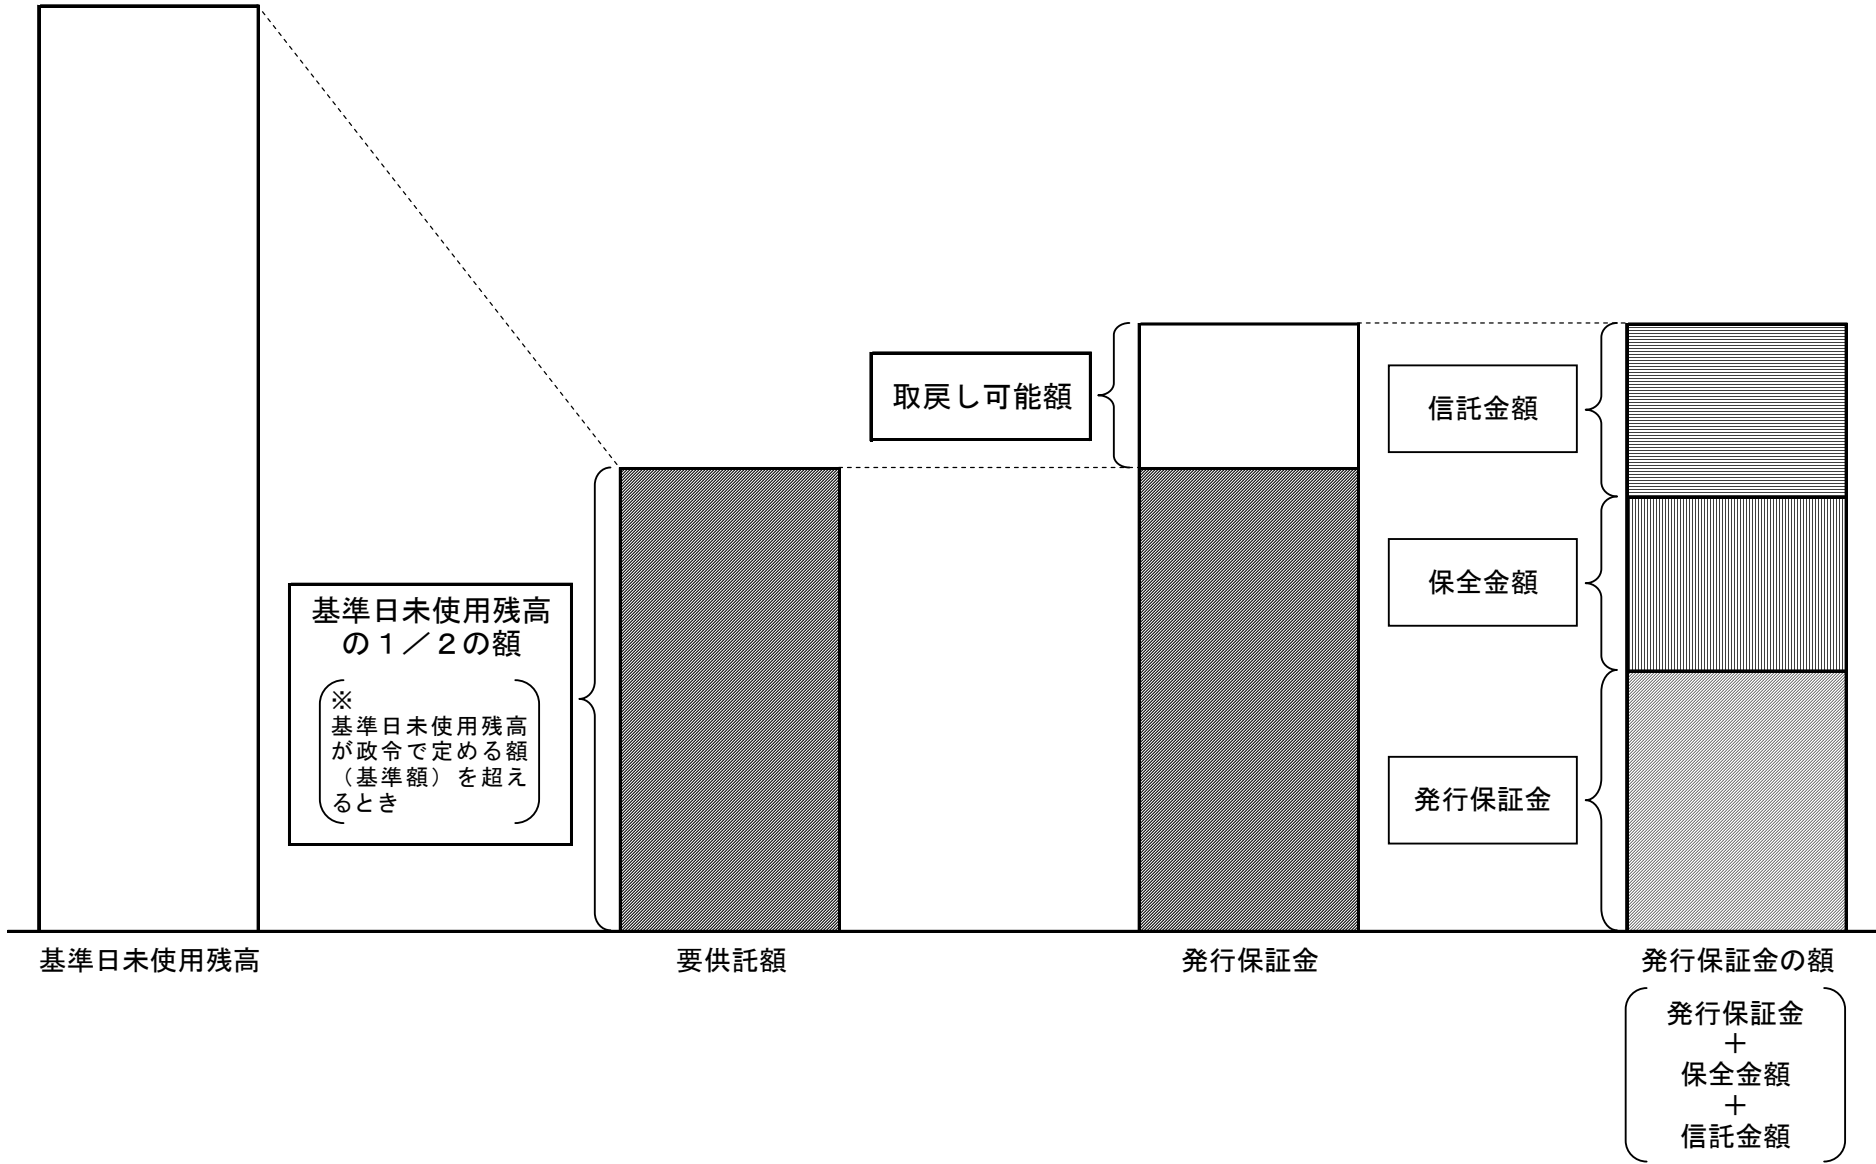 取戻し可能額
信託金額
保全金額
基準日未使用残高
の１／２の額
※
基準日未使用残高
が政令で定める額
（基準額）を超え
るとき
発行保証金
基準日未使用残高
要供託額
発行保証金
発行保証金の額
発行保証金
＋
保全金額
＋
信託金額